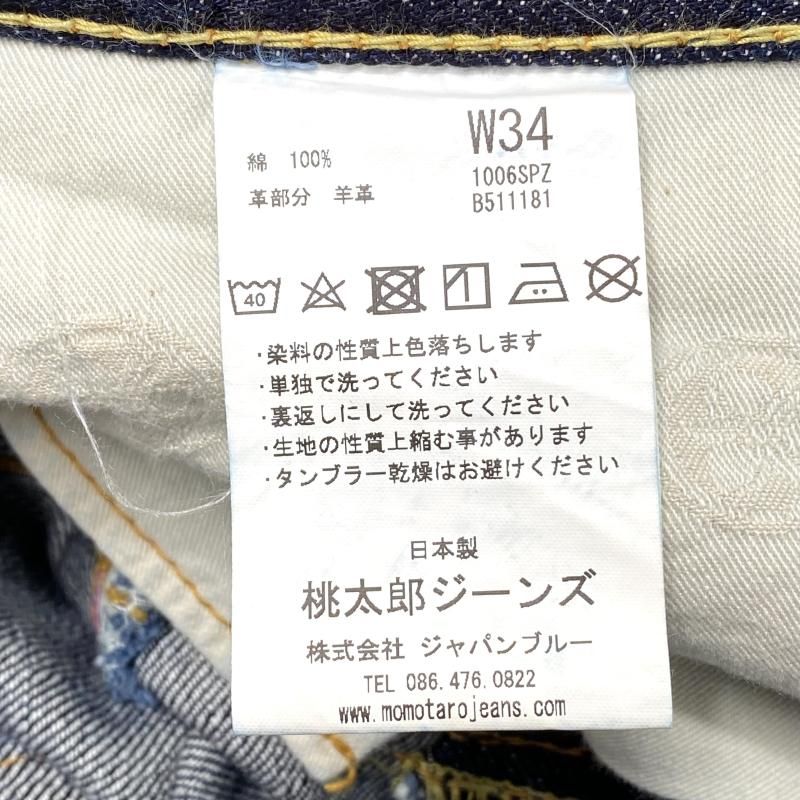 W34
綿 100%
1006SPZ
革部分 羊革
B511181
40
・染料の性質上色落ちします
・単独で洗ってください
・裏返しにして洗ってください
・生地の性質上縮む事があります
・タンブラー乾燥はお避けください
日本製
桃太郎ジーンズ
株式会社 ジャパンブルー
TEL 086.476.0822
www.momotarojeans.com